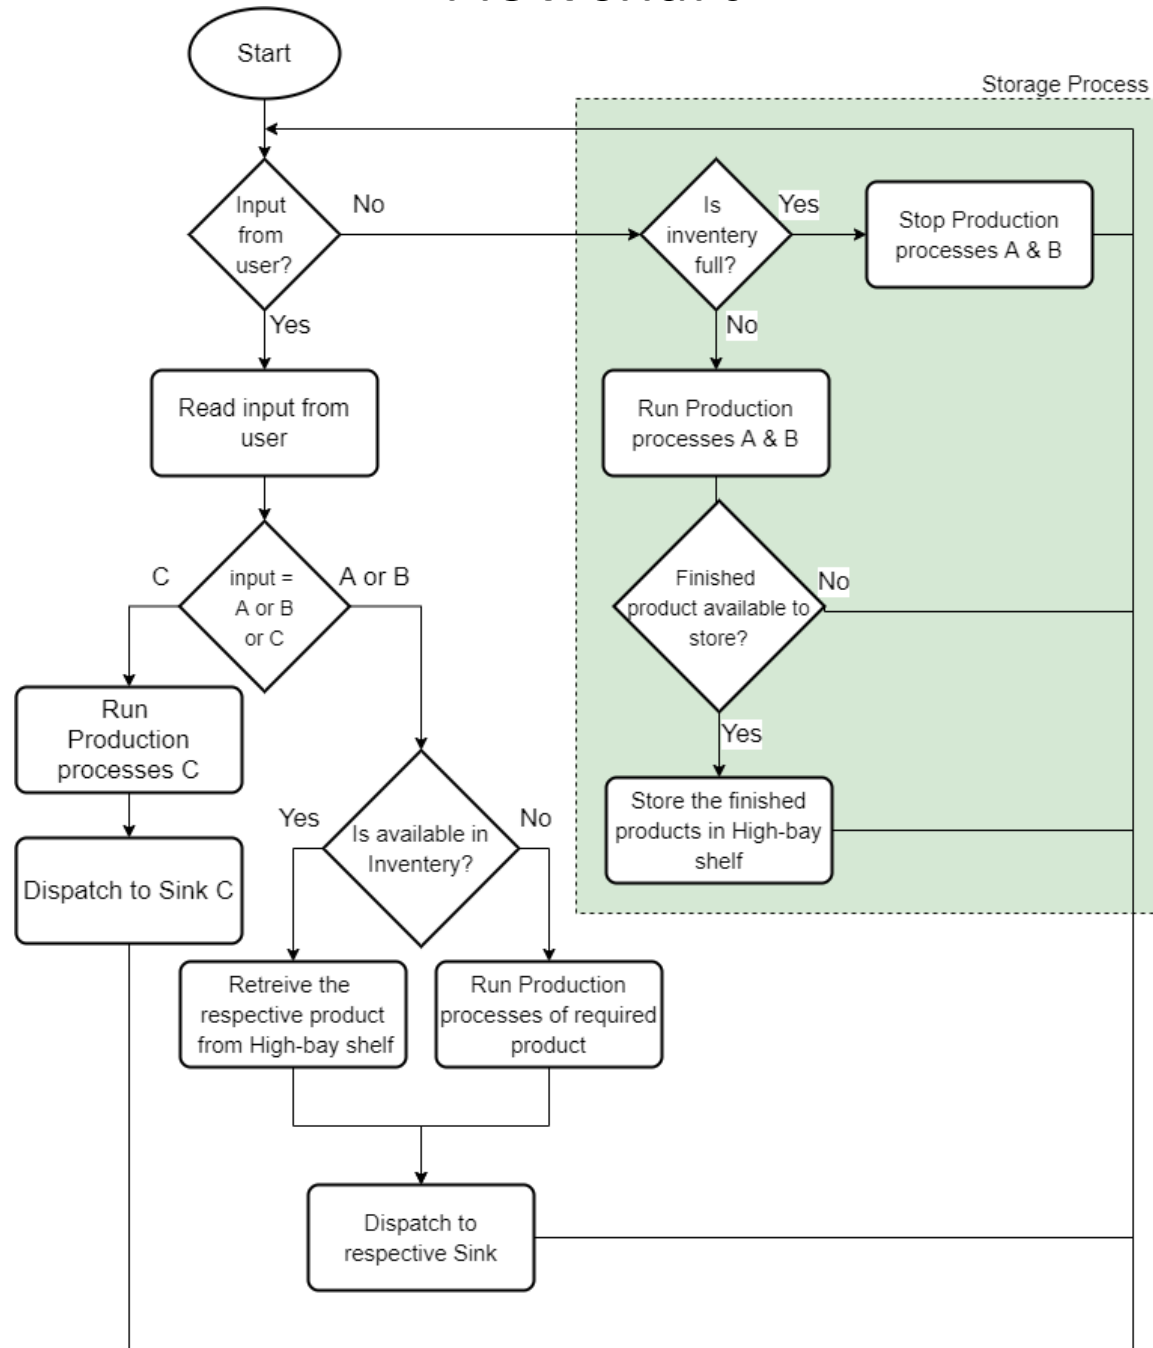 Start
Storage Process
Input
from
user?
No
Yes
Is
inventery
full?
Yes
No
Stop Production
processes A & B
Read input from
user
Run Production
processes A & B
input =
A or B
or C
C
A or B
Finished
product available to
store?
No
Yes
Run
Production
processes C
Store the finished
products in High-bay
shelf
Is available in
Inventery?
Yes
No
Dispatch to Sink C
Retreive the
respective product
from High-bay shelf
Run Production
processes of required
product
Dispatch to
respective Sink